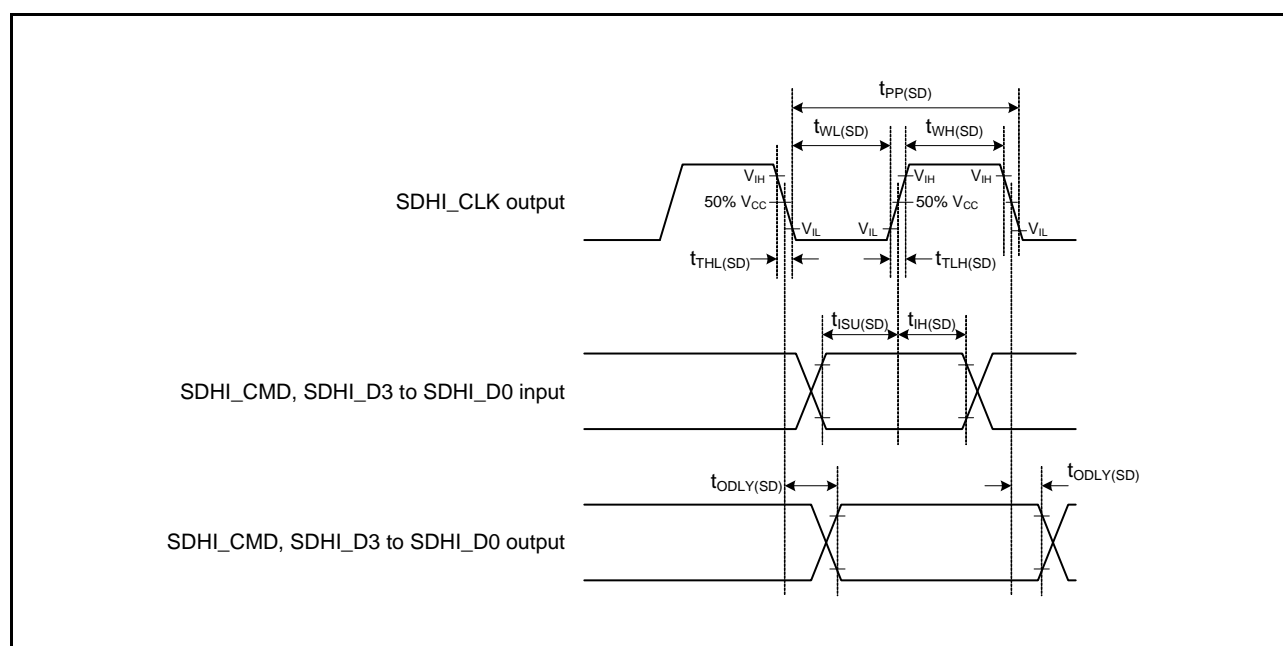 tPP(SD)
tWL(SD) tWH(SD)
SDHI_CLK output
VIH VIH VIH
50% VCC 50% VCC
VIL VIL VIL
tTHL(SD) tTLH(SD)
tISU(SD) tIH(SD)
SDHI_CMD, SDHI_D3 to SDHI_D0 input
tODLY(SD) tODLY(SD)
SDHI_CMD, SDHI_D3 to SDHI_D0 output